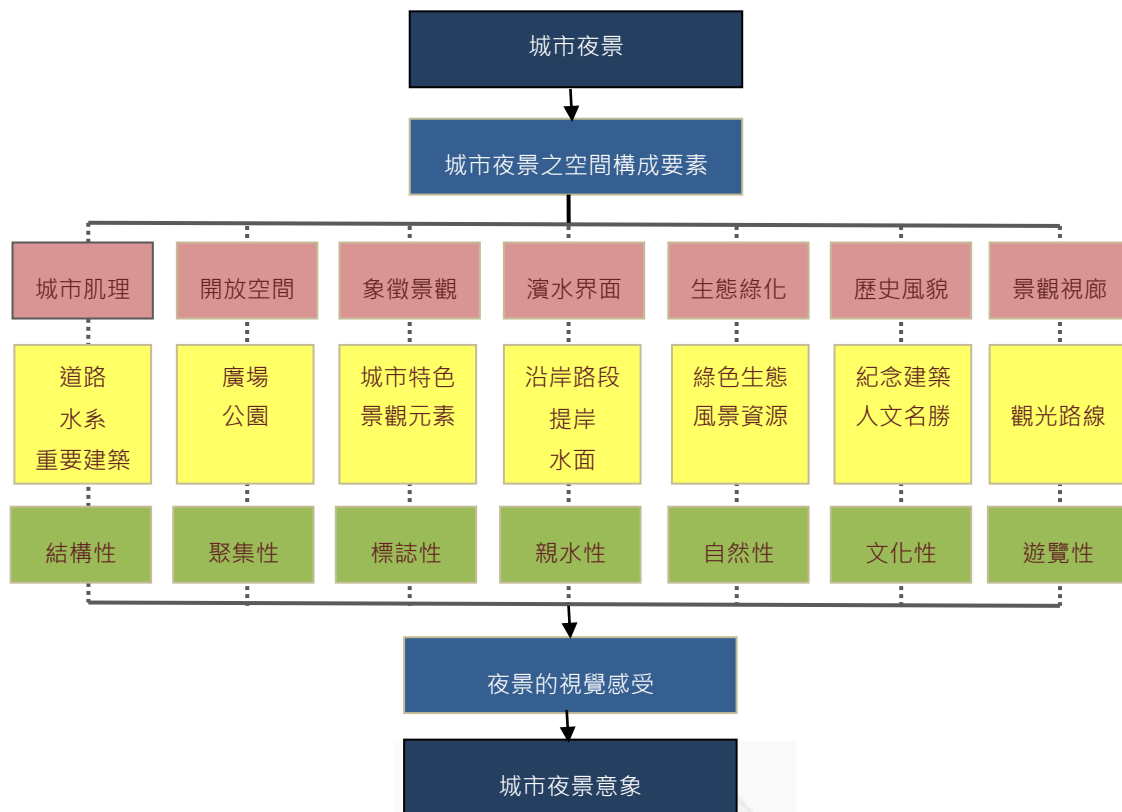 城市夜景
城市夜景之空間構成要素
城市肌理
開放空間
象徵景觀
濱水界面
生態綠化
歷史風貌
景觀視廊
道路
水系
重要建築
廣場
公園
城市特色
景觀元素
沿岸路段
提岸
水面
綠色生態
風景資源
紀念建築
人文名勝
觀光路線
結構性
聚集性
標誌性
親水性
自然性
文化性
遊覽性
夜景的視覺感受
城市夜景意象